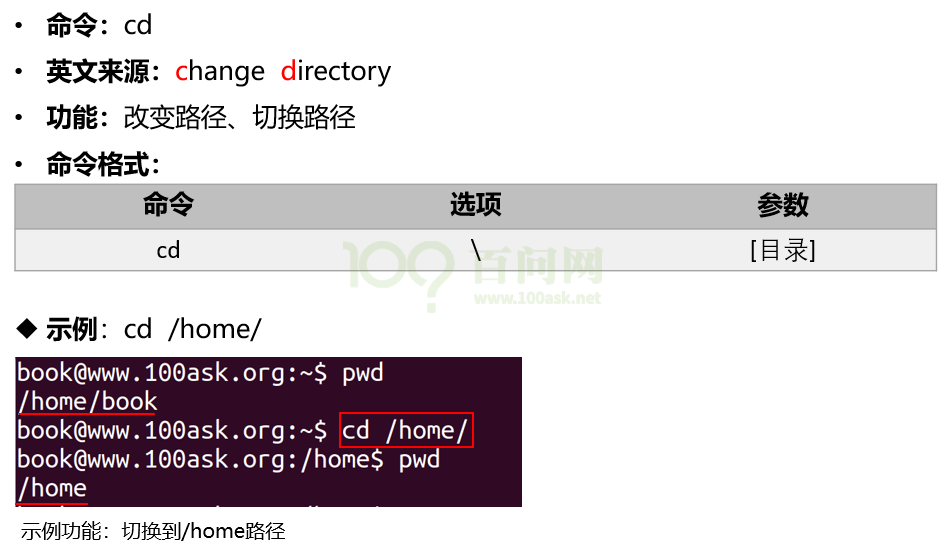 • 命令：cd
• 英文来源：change directory
• 功能：改变路径、切换路径
• 命令格式：
命令 选项 参数
cd \ [目录]
100? 百问网
www.100ask.net
◆ 示例：cd /home/
book@www.100ask.org:~$ pwd
/home/book
book@www.100ask.org:~$ cd /home/
book@www.100ask.org:/home$ pwd
/home
示例功能：切换到/home路径